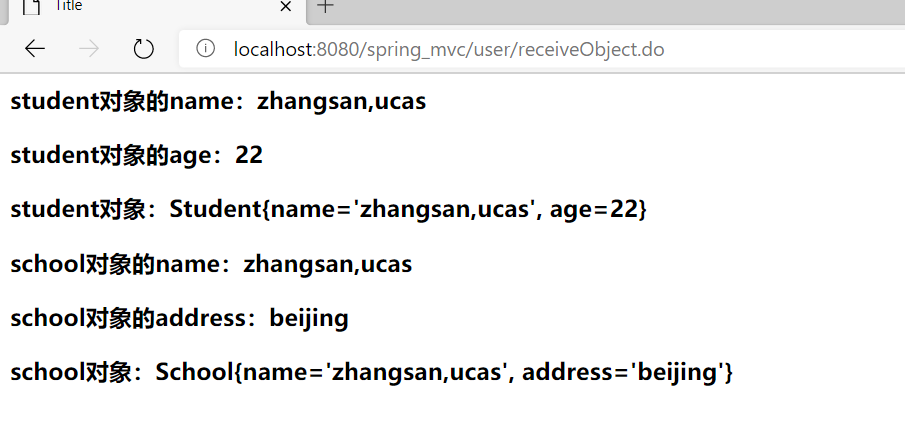 Title
localhost:8080/spring_mvc/user/receiveObject.do
student对象的name：zhangsan,ucas
student对象的age：22
student对象：Student{name='zhangsan,ucas', age=22}
school对象的name：zhangsan,ucas
school对象的address：beijing
school对象：School{name='zhangsan,ucas', address='beijing'}